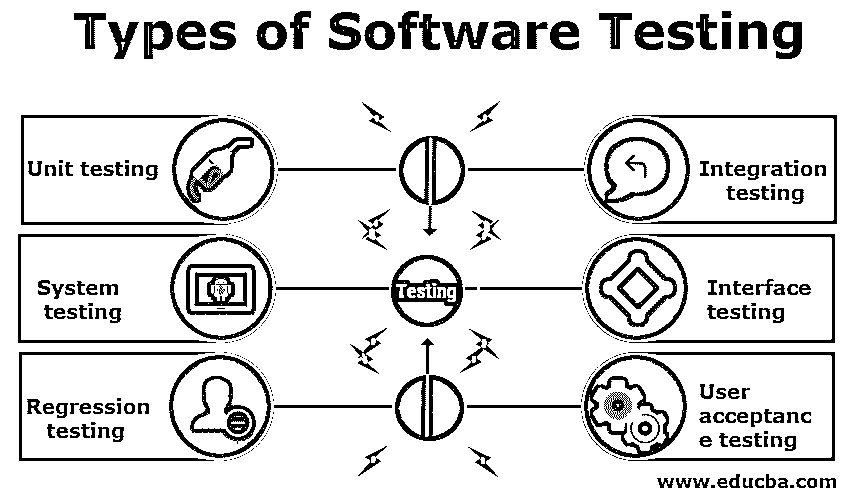 Types of Software Testing
Unit testing
Integration
testing
System
testing
Testing
Interface
testing
Regression
testing
User
acceptanc
e testing
www.educba.com